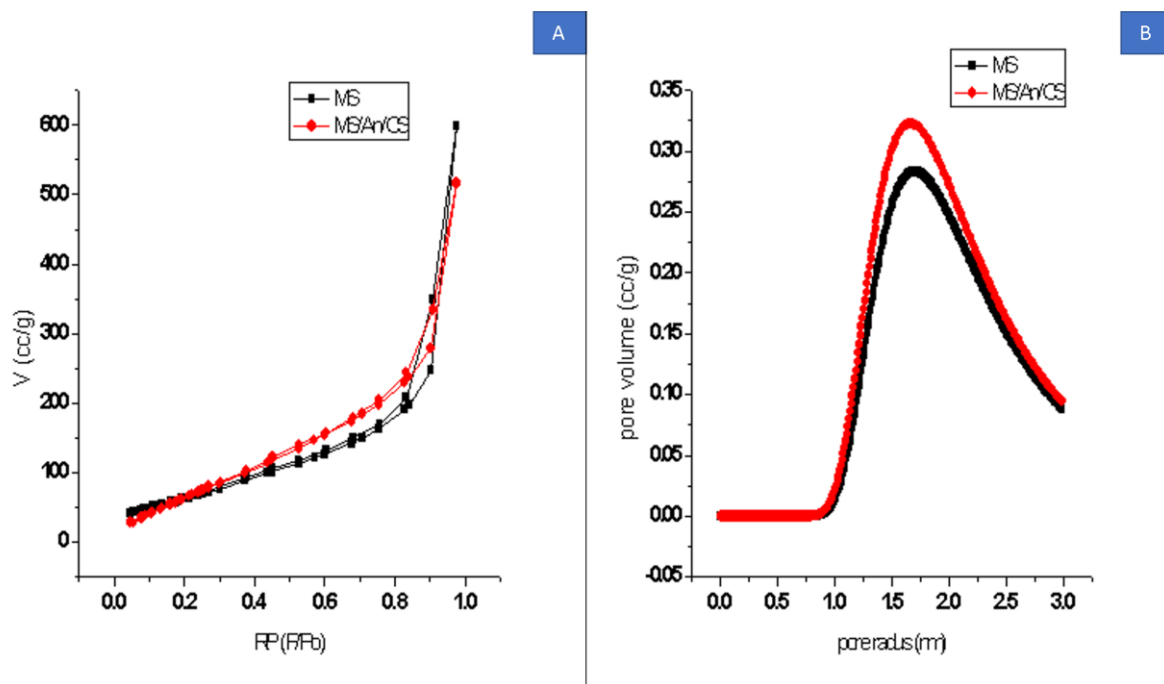 A
MS
MS/An/CS
600
500
400
300
200
100
0
V (cc/g)
0.0 0.2 0.4 0.6 0.8 1.0
RP (P/Po)
B
MS
MS/An/CS
0.35
0.30
0.25
0.20
0.15
0.10
0.05
0.00
-0.05
pore volume (cc/g)
0.0 0.5 1.0 1.5 2.0 2.5 3.0
pore radus (nm)